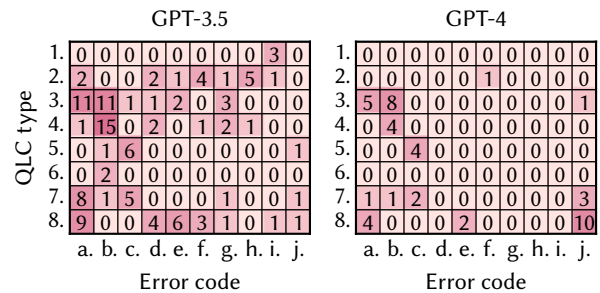 GPT-3.5 GPT-4
1. 0 0 0 0 0 0 0 0 3 0 0 0 0 0 0 0 0 0 0 0
2. 2 0 0 2 1 4 1 5 1 0 0 0 0 0 0 1 0 0 0 0
3. 11 11 1 1 2 0 3 0 0 0 5 8 0 0 0 0 0 0 0 1
QLC type
4. 1 15 0 2 0 1 2 1 0 0 0 4 0 0 0 0 0 0 0 0
5. 0 1 6 0 0 0 0 0 0 1 0 0 4 0 0 0 0 0 0 0
6. 0 2 0 0 0 0 0 0 0 0 0 0 0 0 0 0 0 0 0 0
7. 8 1 5 0 0 0 1 0 0 1 1 1 2 0 0 0 0 0 0 3
8. 9 0 0 4 6 3 1 0 1 1 4 0 0 0 2 0 0 0 0 10
a. b. c. d. e. f. g. h. i. j. a. b. c. d. e. f. g. h. i. j.
Error code Error code